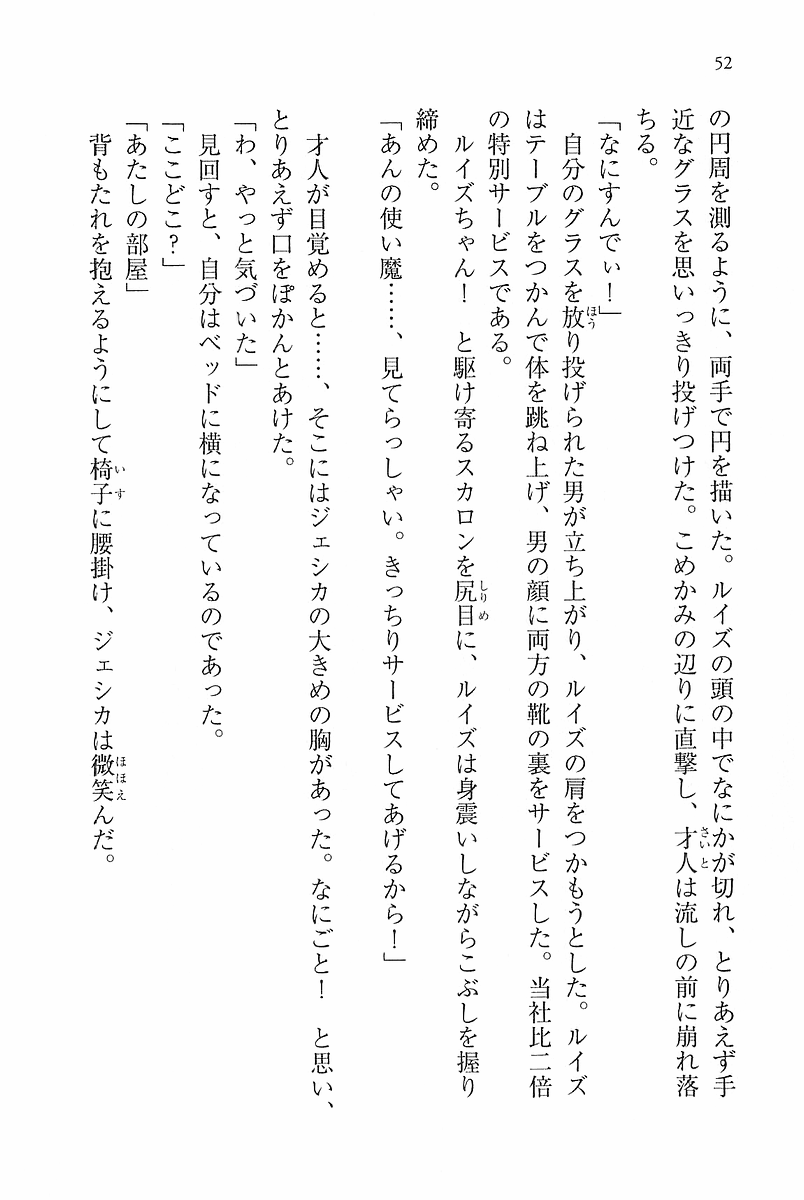 52
の円周を測るように、両手で円を描いた。ルイズの頭の中でなにかが切れ、とりあえず手
近なグラスを思いっきり投げつけた。こめかみの辺りに直撃し、才人は流しの前に崩れ落
ちる。
「なにすんでぃ！」
　自分のグラスを放り投げられた男が立ち上がり、ルイズの肩をつかもうとした。ルイズ
はテーブルをつかんで体を跳ね上げ、男の顔に両方の靴の裏をサービスした。当社比二倍
の特別サービスである。
　ルイズちゃん！　と駆け寄るスカロンを尻目に、ルイズは身震いしながらこぶしを握り
締めた。
「あんの使い魔……、見てらっしゃい。きっちりサービスしてあげるから！」
　才人が目覚めると……、そこにはジェシカの大きめの胸があった。なにごと！　と思い、
とりあえず口をぽかんとあけた。
「わ、やっと気づいた」
　見回すと、自分はベッドに横になっているのであった。
「ここどこ？」
「あたしの部屋」
　背もたれを抱えるようにして椅子に腰掛け、ジェシカは微笑んだ。